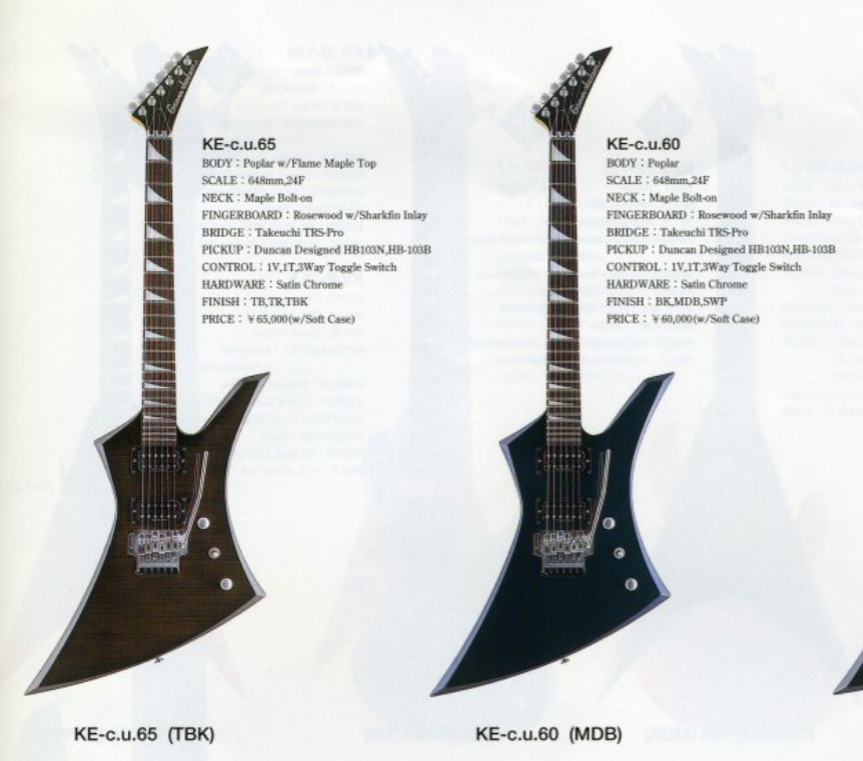 KE-c.u.65
BODY：Poplar w/Flame Maple Top
SCALE：648mm,24F
NECK：Maple Bolt-on
FINGERBOARD：Rosewood w/Sharkfin Inlay
BRIDGE：Takeuchi TRS-Pro
PICKUP：Duncan Designed HB103N,HB-103B
CONTROL：1V,1T,3Way Toggle Switch
HARDWARE：Satin Chrome
FINISH：TB,TR,TBK
PRICE：￥65,000(w/Soft Case)
KE-c.u.65 (TBK)
KE-c.u.60
BODY：Poplar
SCALE：648mm,24F
NECK：Maple Bolt-on
FINGERBOARD：Rosewood w/Sharkfin Inlay
BRIDGE：Takeuchi TRS-Pro
PICKUP：Duncan Designed HB103N,HB-103B
CONTROL：1V,1T,3Way Toggle Switch
HARDWARE：Satin Chrome
FINISH：BK,MDB,SWP
PRICE：￥60,000(w/Soft Case)
KE-c.u.60 (MDB)